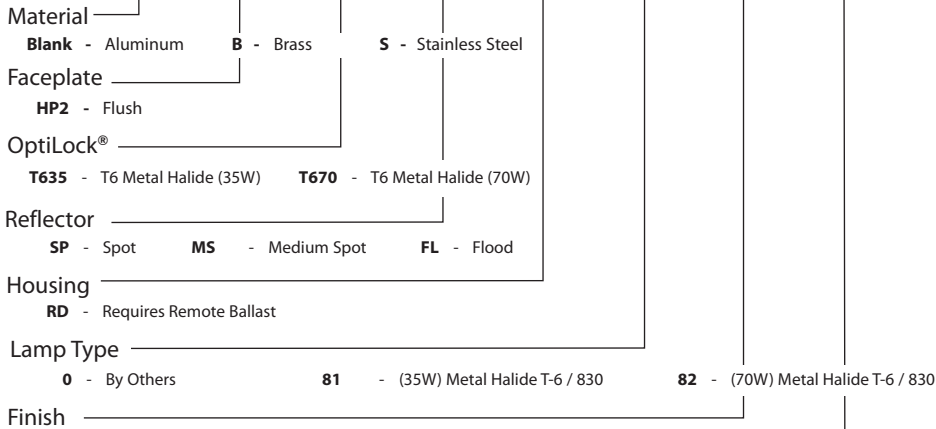 Material
Blank - Aluminum B - Brass S - Stainless Steel
Faceplate
HP2 - Flush
OptiLock®
T635 - T6 Metal Halide (35W) T670 - T6 Metal Halide (70W)
Reflector
SP - Spot MS - Medium Spot FL - Flood
Housing
RD - Requires Remote Ballast
Lamp Type
0 - By Others 81 - (35W) Metal Halide T-6 / 830 82 - (70W) Metal Halide T-6 / 830
Finish